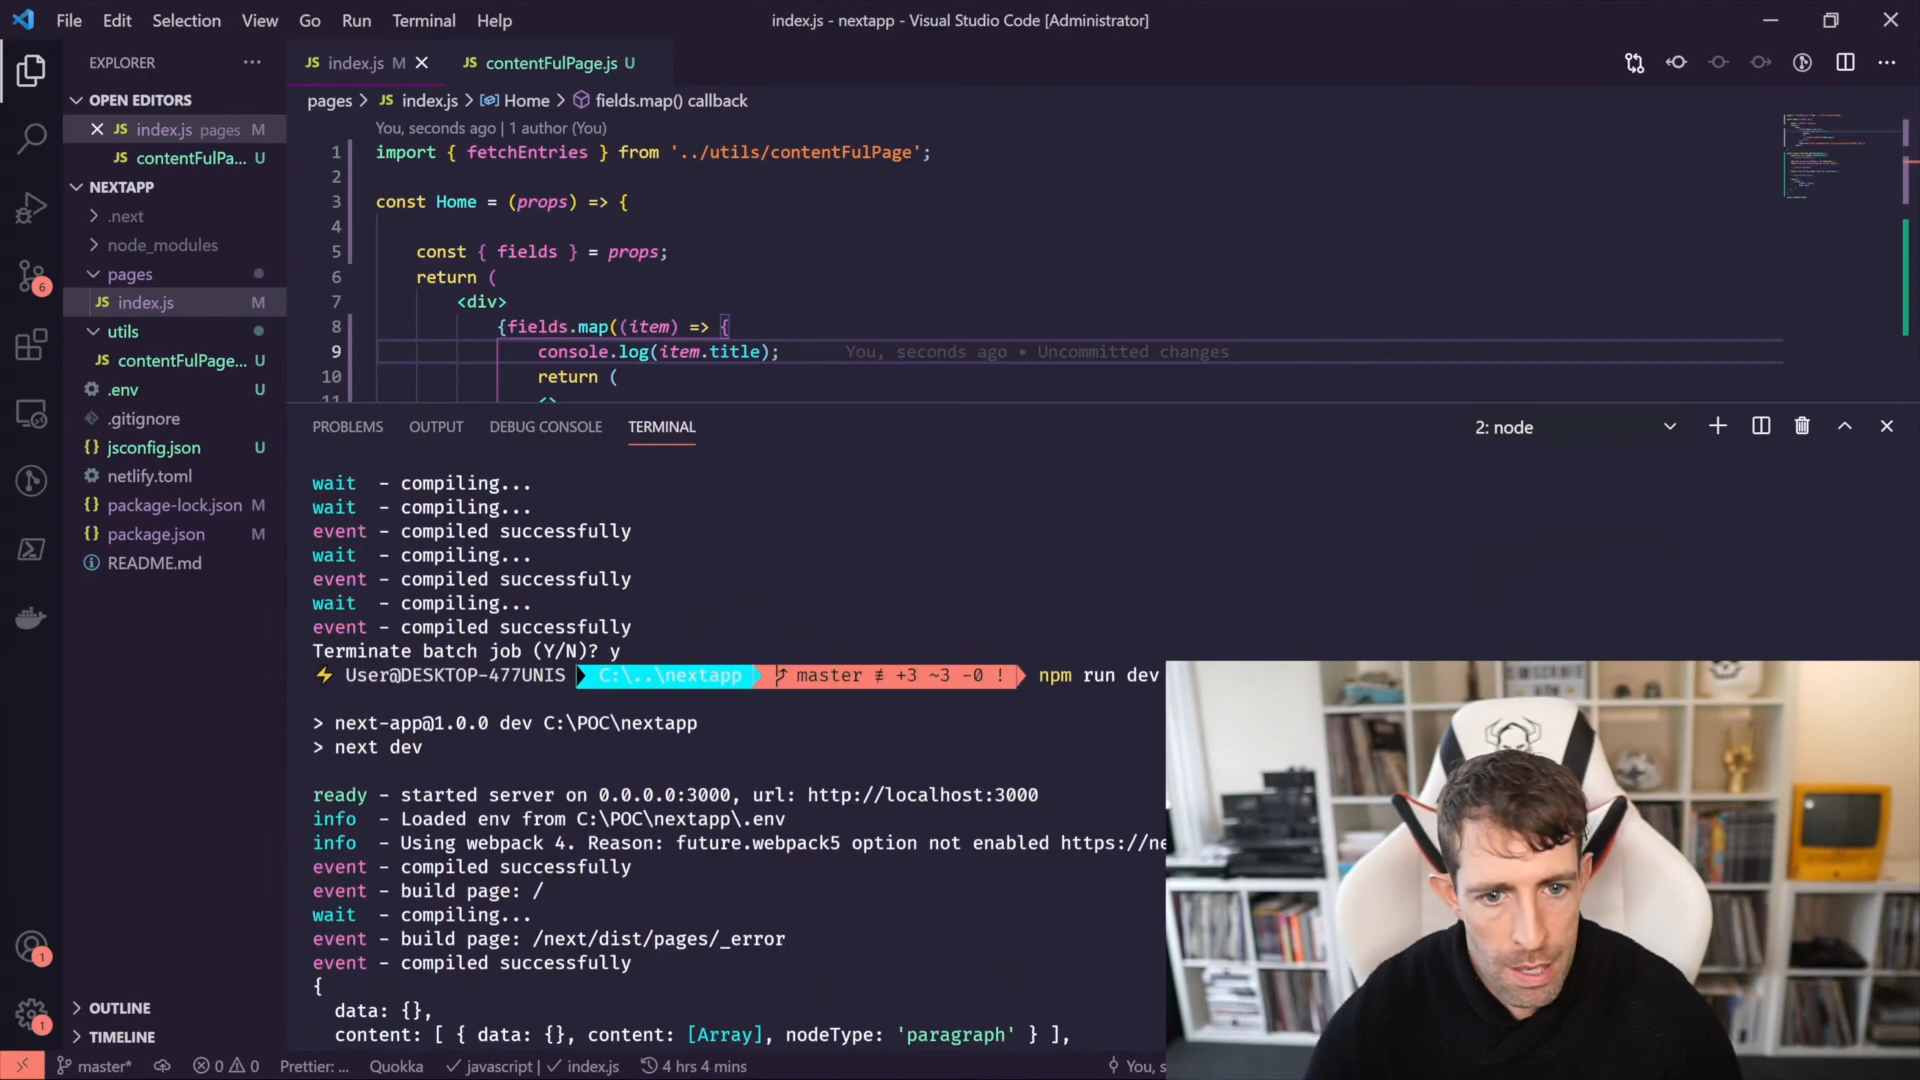 File Edit Selection View Go Run Terminal Help
index.js - nextapp - Visual Studio Code [Administrator]
EXPLORER
OPEN EDITORS
index.js pages M
contentFulPa... U
NEXTAPP
.next
node_modules
pages
index.js M
utils
contentFulPage... U
.env U
.gitignore
jsconfig.json U
netlify.toml
package-lock.json M
package.json M
README.md
OUTLINE
TIMELINE
6
1
1
index.js M
contentFulPage.js U
pages > JS index.js > Home > fields.map() callback
You, seconds ago | 1 author (You)
1 import { fetchEntries } from '../utils/contentFulPage';
2
3 const Home = (props) => {
4
5 const { fields } = props;
6 return (
7 <div>
8 {fields.map((item) => {
9 console.log(item.title); You, seconds ago • Uncommitted changes
10 return (
11 <>
PROBLEMS OUTPUT DEBUG CONSOLE TERMINAL
2: node
wait - compiling...
wait - compiling...
event - compiled successfully
wait - compiling...
event - compiled successfully
wait - compiling...
event - compiled successfully
Terminate batch job (Y/N)? y
⚡ User@DESKTOP-477UNIS C:\..\nextapp master ≢ +3 ~3 -0 ! npm run dev
> next-app@1.0.0 dev C:\POC\nextapp
> next dev
ready - started server on 0.0.0.0:3000, url: http://localhost:3000
info - Loaded env from C:\POC\nextapp\.env
info - Using webpack 4. Reason: future.webpack5 option not enabled https://ne
event - compiled successfully
event - build page: /
wait - compiling...
event - build page: /next/dist/pages/_error
event - compiled successfully
{
data: {},
content: [ { data: {}, content: [Array], nodeType: 'paragraph' } ],
master* 0 0 Prettier: ... Quokka ✓ javascript | ✓ index.js 4 hrs 4 mins You, s